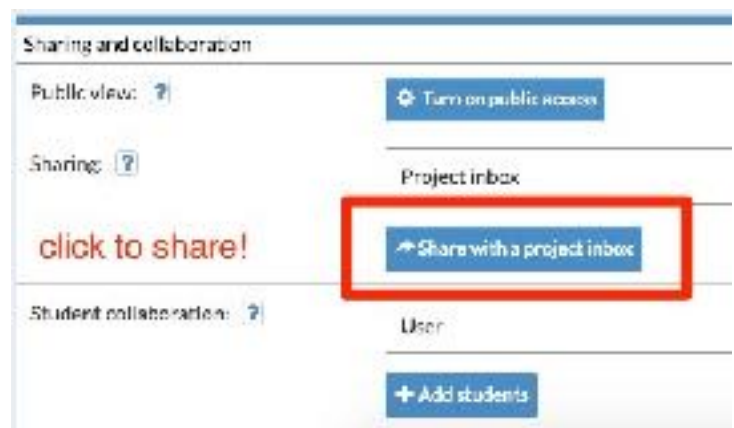 Sharing and collaboration
Public view: ?
Turn on public access
Sharing: ?
Project inbox
click to share!
Share with a project inbox
Student collaboration: ?
User
Add students